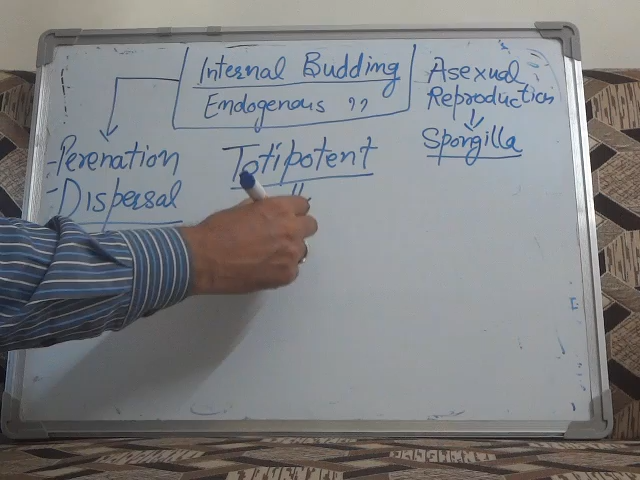 Internal Budding
Endogenous ,,
Asexual
Reproduction
Spongilla
-Perenation
-Dispersal
Totipotent